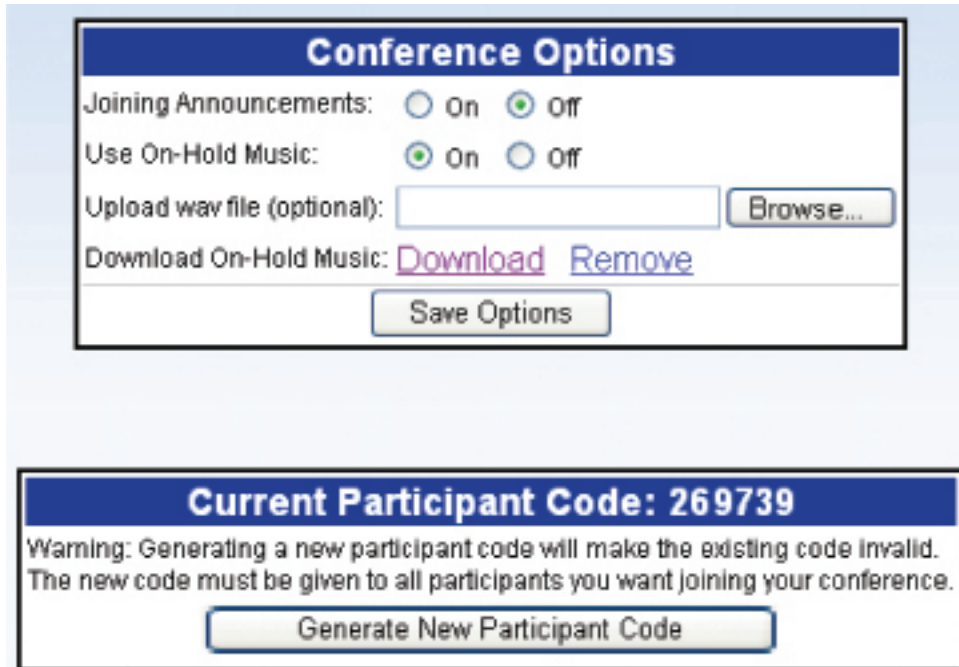 Conference Options
Joining Announcements: On Off
Use On-Hold Music: On Off
Upload wav file (optional): Browse...
Download On-Hold Music: Download Remove
Save Options
Current Participant Code: 269739
Warning: Generating a new participant code will make the existing code invalid.
The new code must be given to all participants you want joining your conference.
Generate New Participant Code